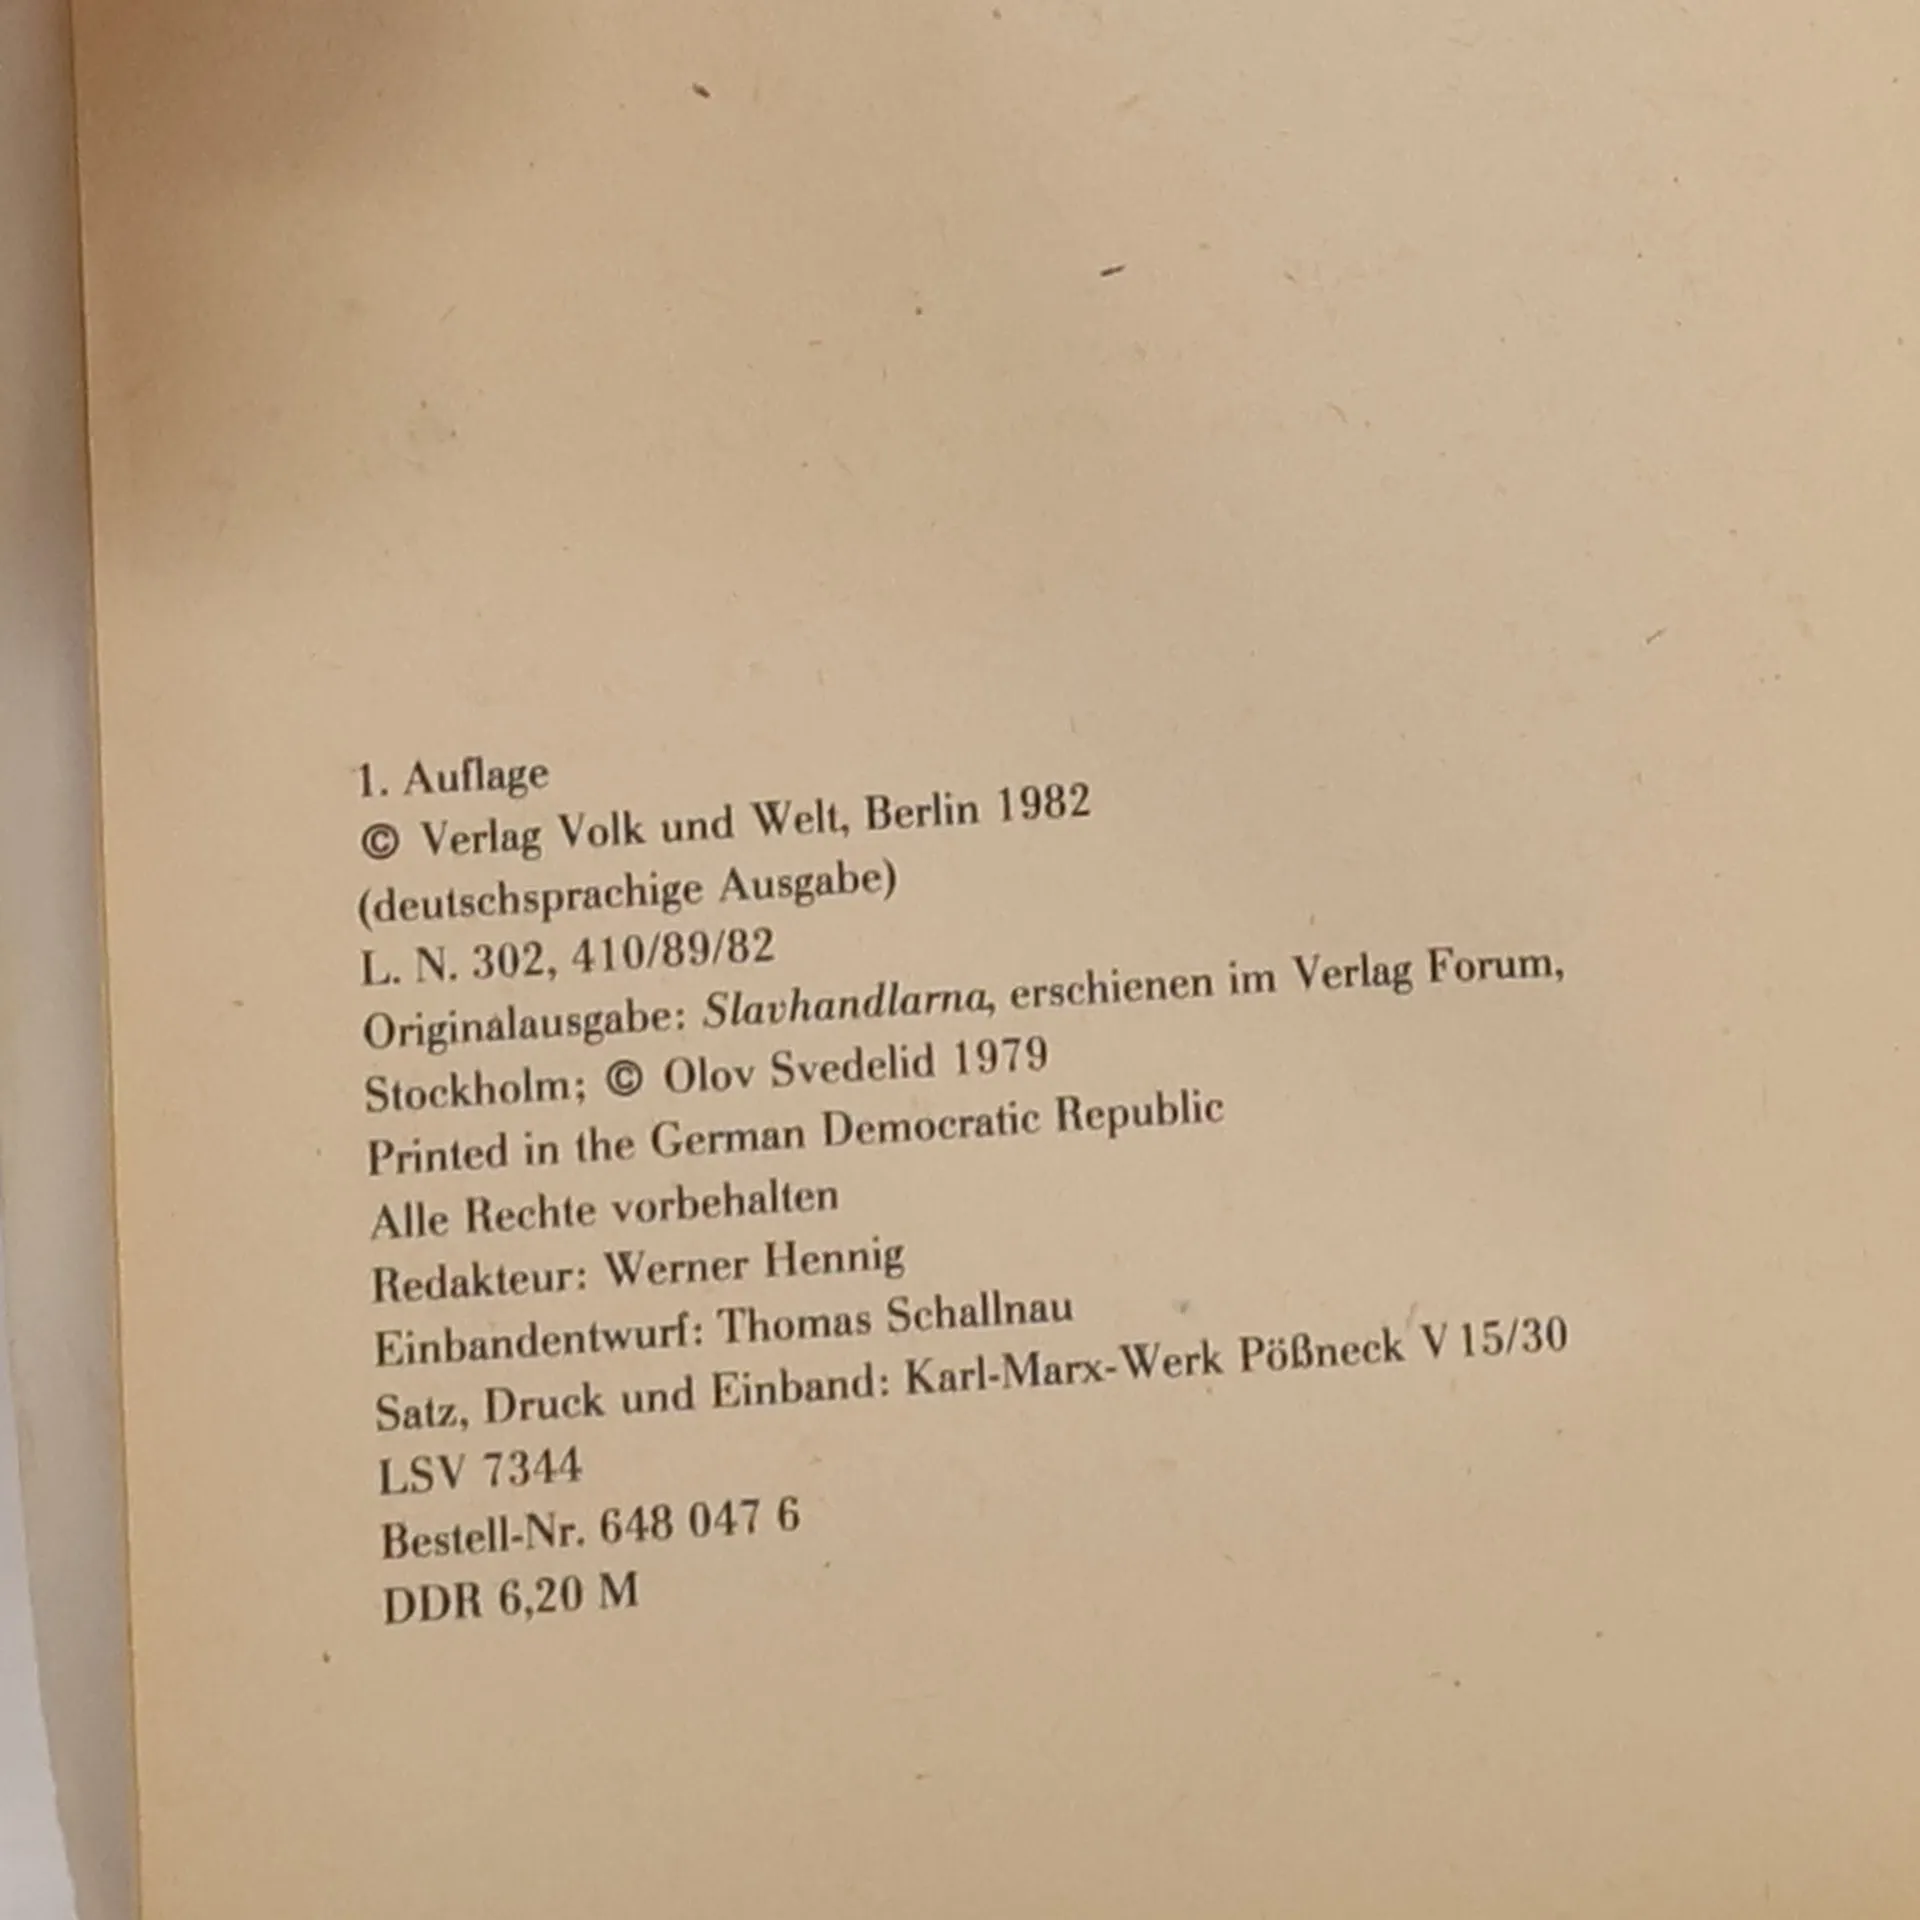 1. Auflage
© Verlag Volk und Welt, Berlin 1982
(deutschsprachige Ausgabe)
L. N. 302, 410/89/82
Originalausgabe: Slavhandlarna, erschienen im Verlag Forum,
Stockholm; © Olov Svedelid 1979
Printed in the German Democratic Republic
Alle Rechte vorbehalten
Redakteur: Werner Hennig
Einbandentwurf: Thomas Schallnau
Satz, Druck und Einband: Karl-Marx-Werk Pößneck V 15/30
LSV 7344
Bestell-Nr. 648 047 6
DDR 6,20 M